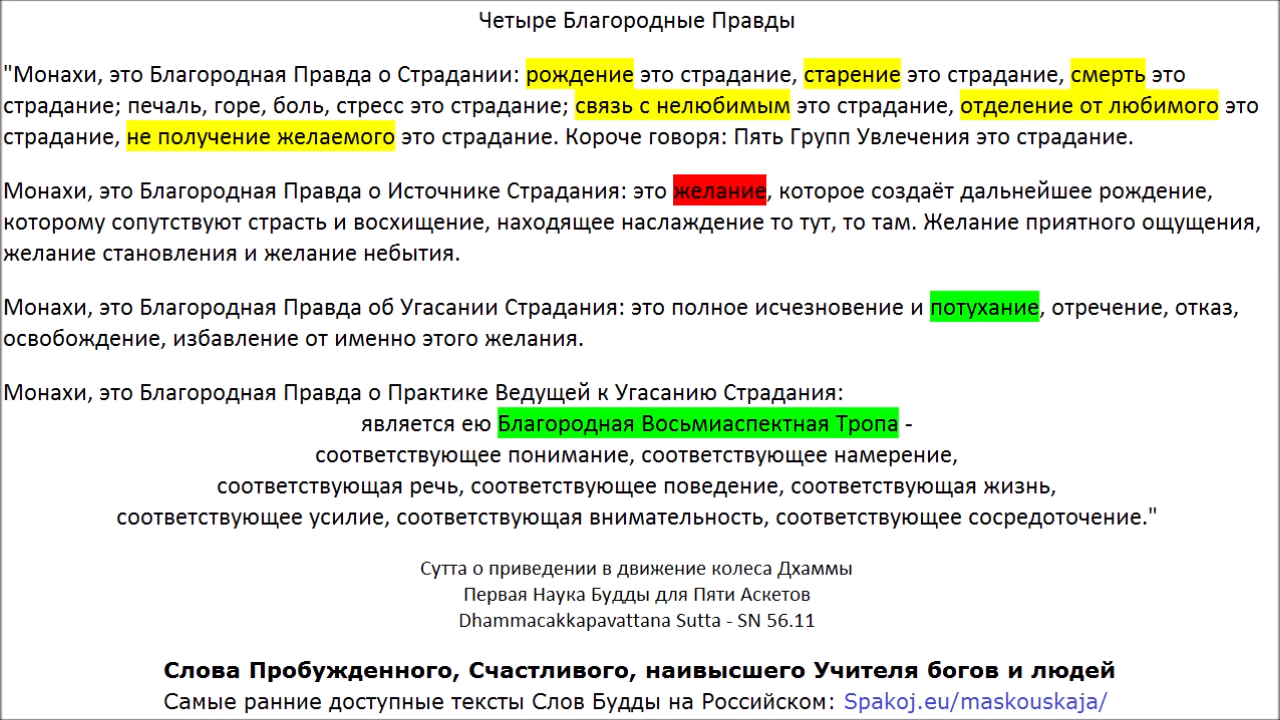 Четыре Благородные Правды
"Монахи, это Благородная Правда о Страдании: рождение это страдание, старение это страдание, смерть это
страдание; печаль, горе, боль, стресс это страдание; связь с нелюбимым это страдание, отделение от любимого это
страдание, не получение желаемого это страдание. Короче говоря: Пять Групп Увлечения это страдание.
Монахи, это Благородная Правда о Источнике Страдания: это желание, которое создаёт дальнейшее рождение,
которому сопутствуют страсть и восхищение, находящее наслаждение то тут, то там. Желание приятного ощущения,
желание становления и желание небытия.
Монахи, это Благородная Правда об Угасании Страдания: это полное исчезновение и потухание, отречение, отказ,
освобождение, избавление от именно этого желания.
Монахи, это Благородная Правда о Практике Ведущей к Угасанию Страдания:
является ею Благородная Восьмиаспектная Тропа -
соответствующее понимание, соответствующее намерение,
соответствующая речь, соответствующее поведение, соответствующая жизнь,
соответствующее усилие, соответствующая внимательность, соответствующее сосредоточение."
Сутта о приведении в движение колеса Дхаммы
Первая Наука Будды для Пяти Аскетов
Dhammacakkapavattana Sutta - SN 56.11
Слова Пробужденного, Счастливого, наивысшего Учителя богов и людей
Самые ранние доступные тексты Слов Будды на Российском: Spakoj.eu/maskouskaja/